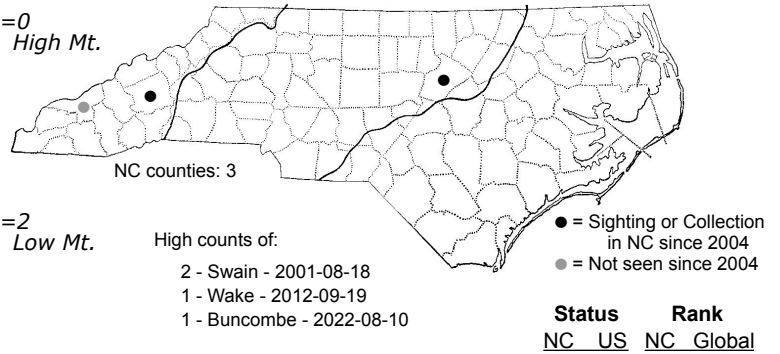 =0
High Mt.
NC counties: 3
=2
Low Mt.
High counts of:
2 - Swain - 2001-08-18
1 - Wake - 2012-09-19
1 - Buncombe - 2022-08-10
= Sighting or Collection
in NC since 2004
= Not seen since 2004
Status Rank
NC US NC Global